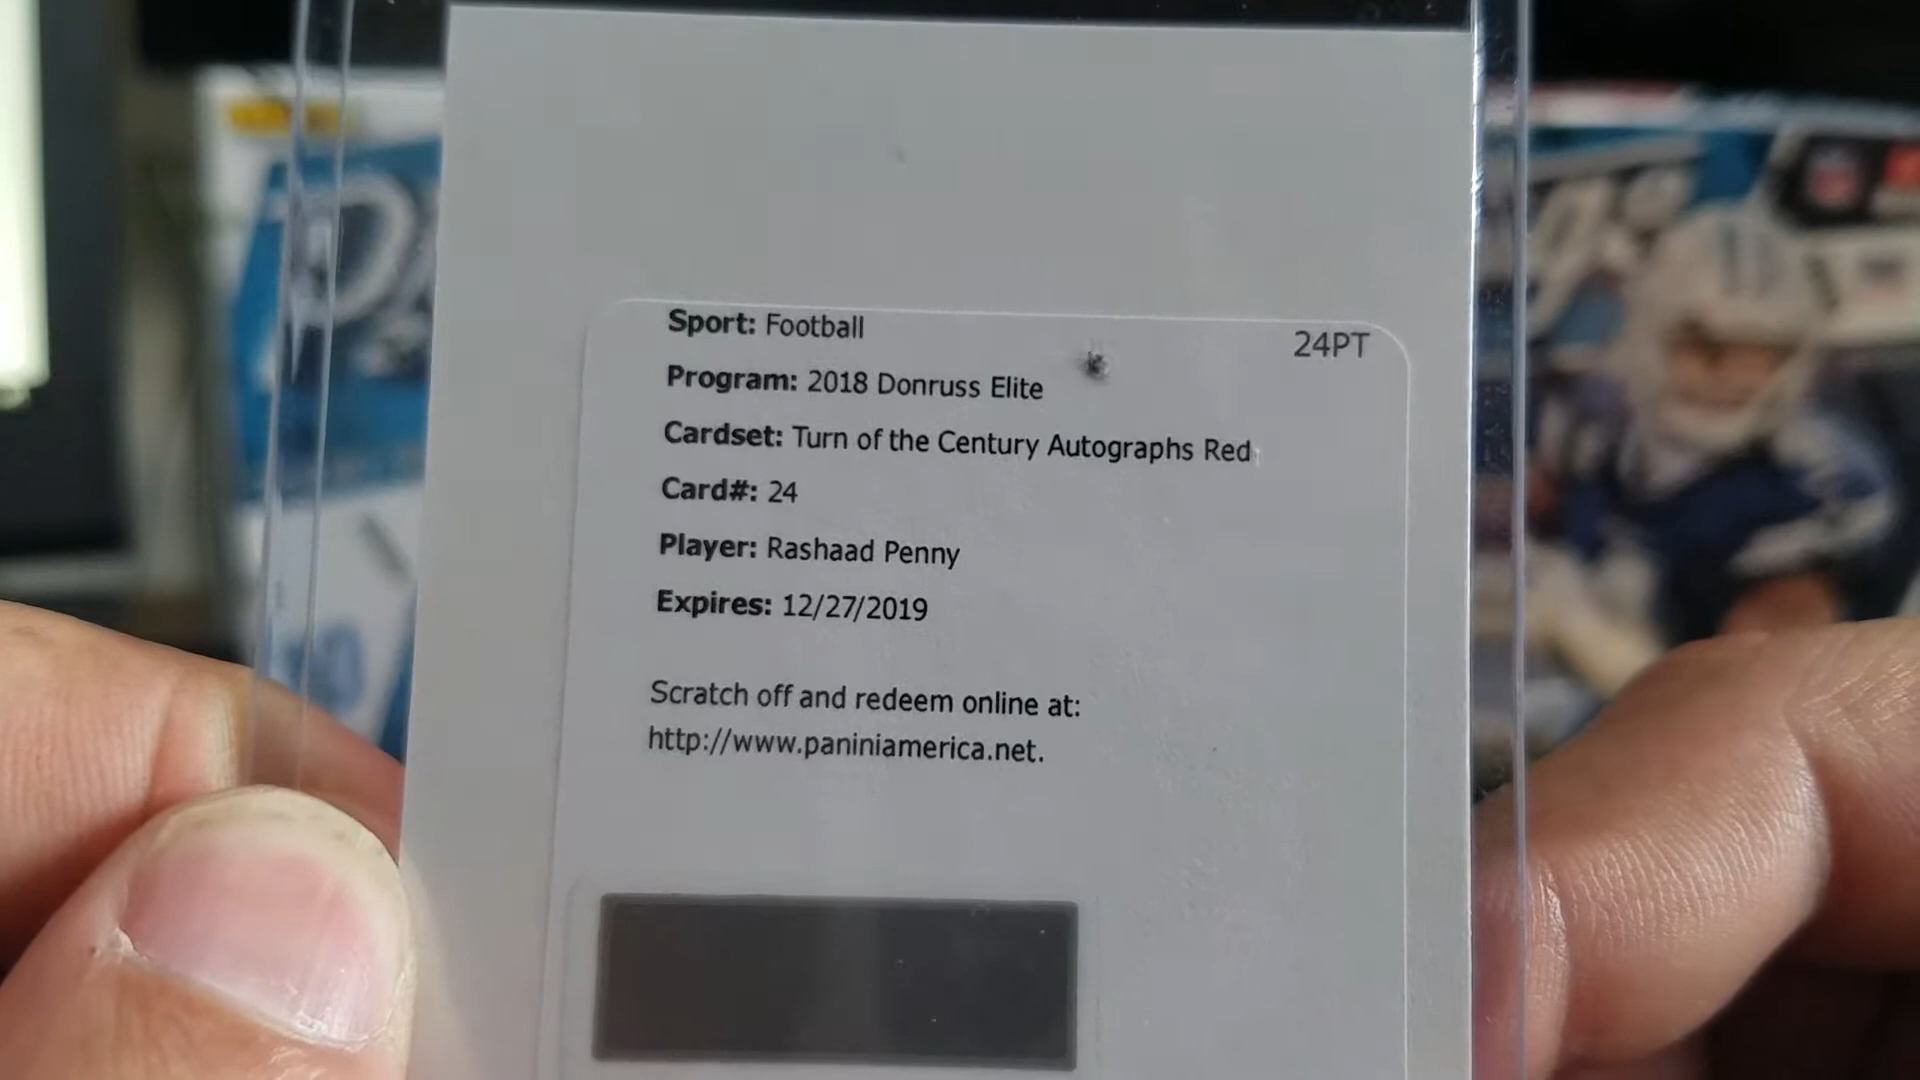 Sport: Football
24PT
Program: 2018 Donruss Elite
Cardset: Turn of the Century Autographs Red
Card#: 24
Player: Rashaad Penny
Expires: 12/27/2019
Scratch off and redeem online at:
http://www.paniniamerica.net.